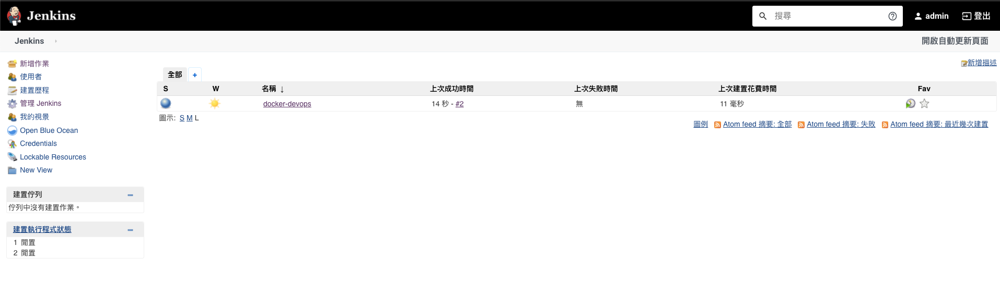 Jenkins
搜尋
admin
登出
Jenkins
開啟自動更新頁面
新增作業
使用者
建置歷程
管理 Jenkins
我的視景
Open Blue Ocean
Credentials
Lockable Resources
New View
建置佇列
佇列中沒有建置作業。
建置執行程式狀態
1 閒置
2 閒置
新增描述
全部 +
S W 名稱 ↓ 上次成功時間 上次失敗時間 上次建置花費時間 Fav
docker-devops 14 秒 - #2 無 11 毫秒
圖示: S M L
圖例 Atom feed 摘要: 全部 Atom feed 摘要: 失敗 Atom feed 摘要: 最近幾次建置